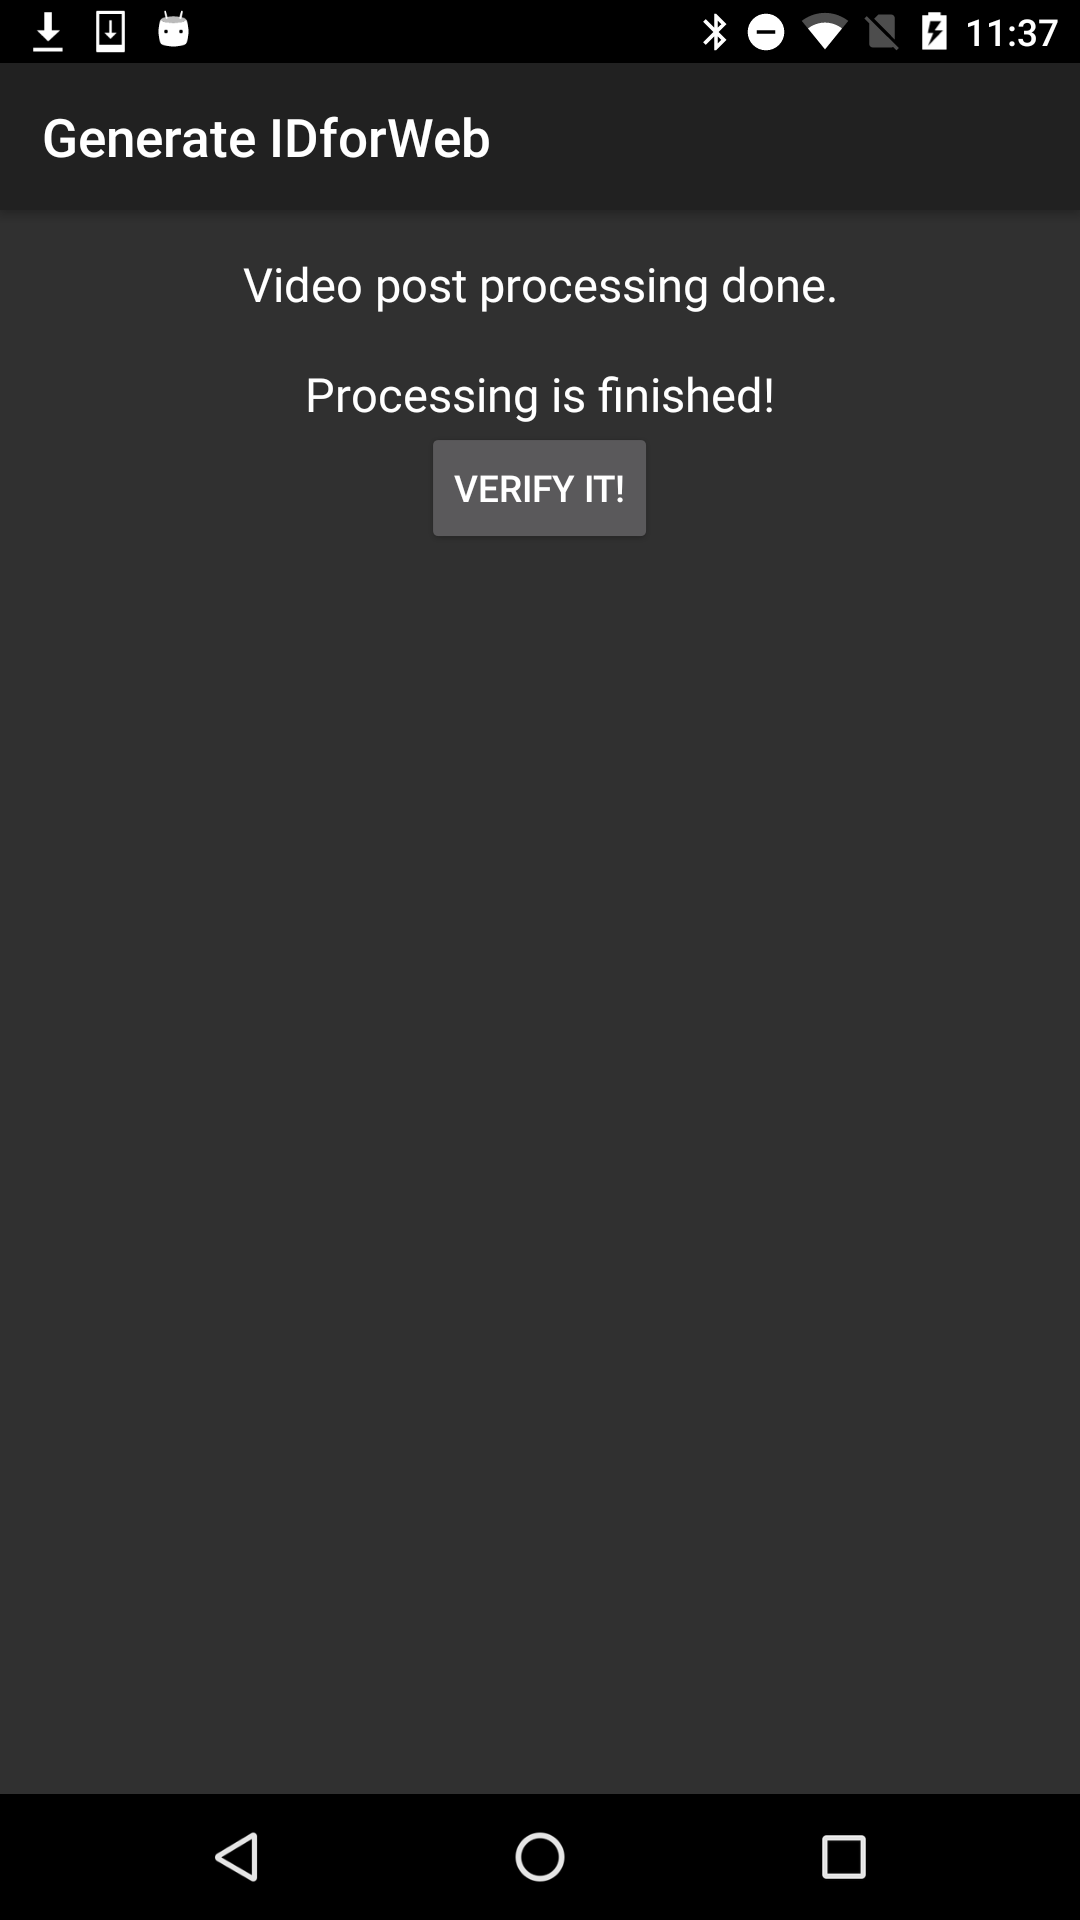 11:37
Generate IDforWeb
Video post processing done.
Processing is finished!
VERIFY IT!